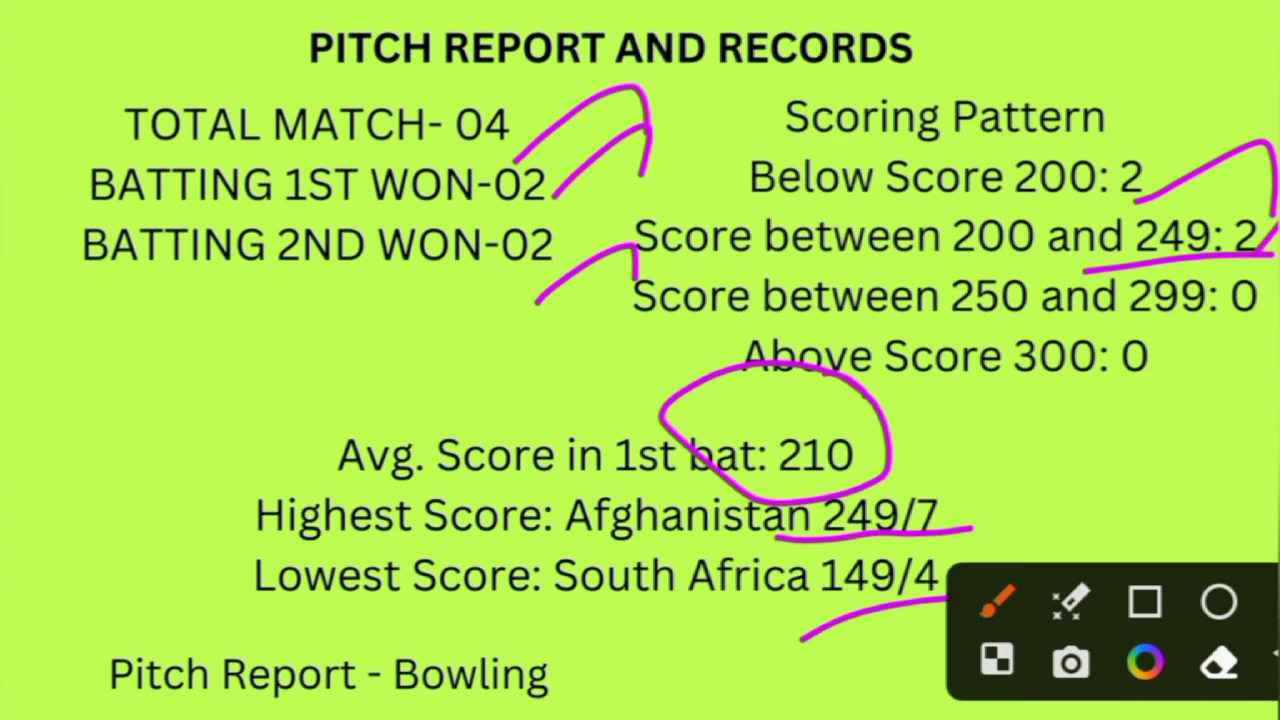 PITCH REPORT AND RECORDS
TOTAL MATCH- 04
BATTING 1ST WON-02
BATTING 2ND WON-02
Scoring Pattern
Below Score 200: 2
Score between 200 and 249: 2
Score between 250 and 299: 0
Above Score 300: 0
Avg. Score in 1st bat: 210
Highest Score: Afghanistan 249/7
Lowest Score: South Africa 149/4
Pitch Report - Bowling